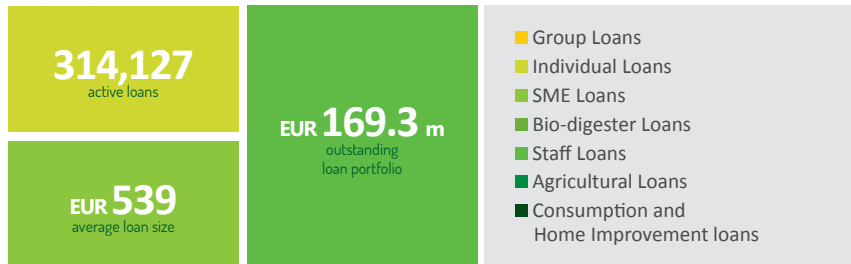 314,127
active loans
EUR 539
average loan size
EUR 169.3 m
outstanding
loan portfolio
Group Loans
Individual Loans
SME Loans
Bio-digester Loans
Staff Loans
Agricultural Loans
Consumption and
Home Improvement loans